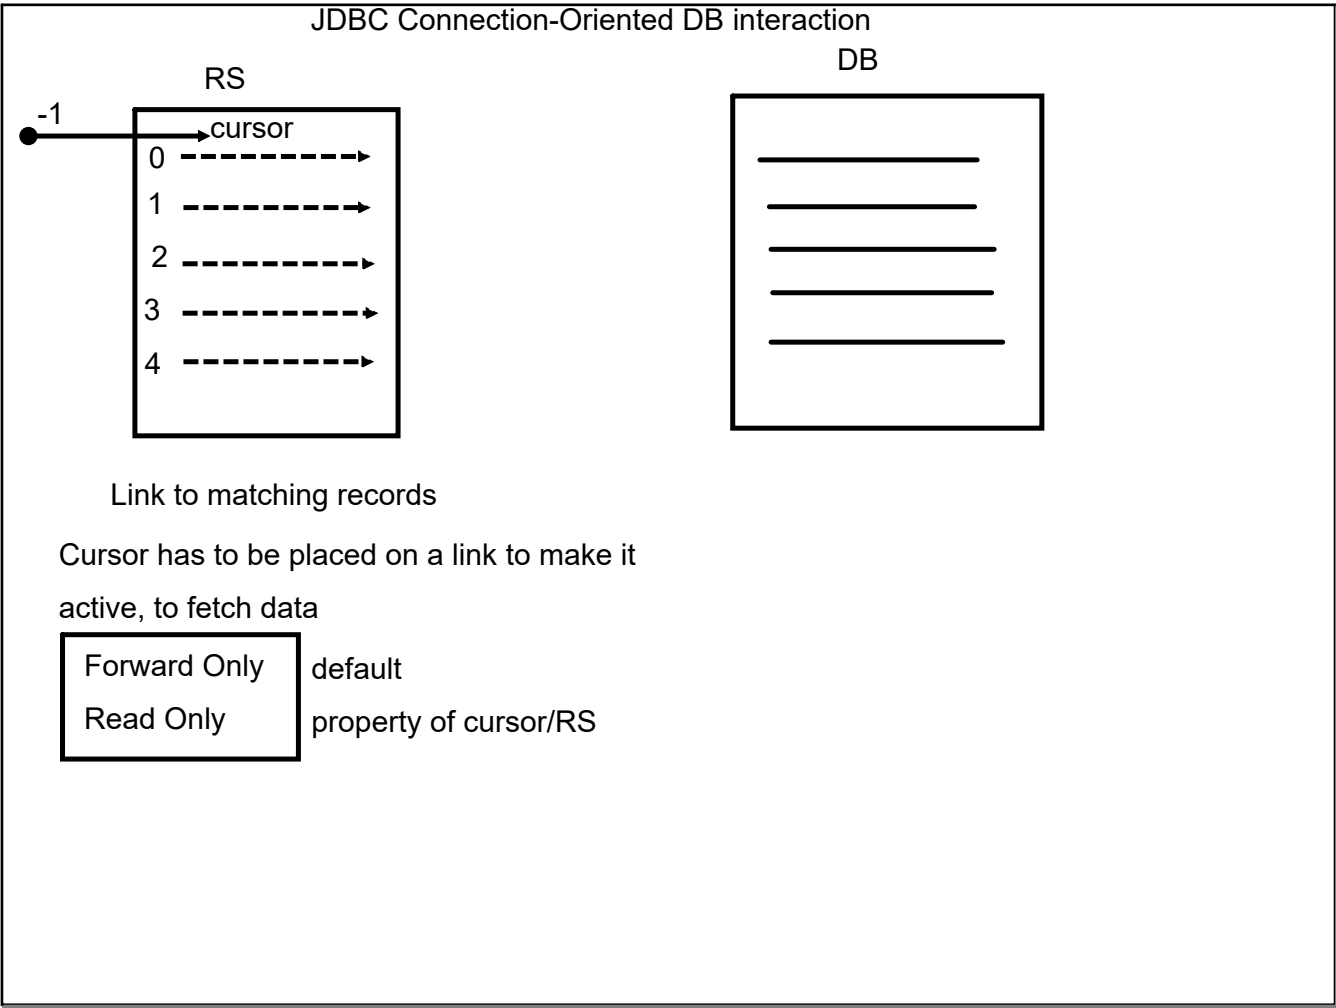 JDBC Connection-Oriented DB interaction
DB
RS
-1
cursor
0
1
2
3
4
Link to matching records
Cursor has to be placed on a link to make it
active, to fetch data
Forward Only
default
Read Only
property of cursor/RS